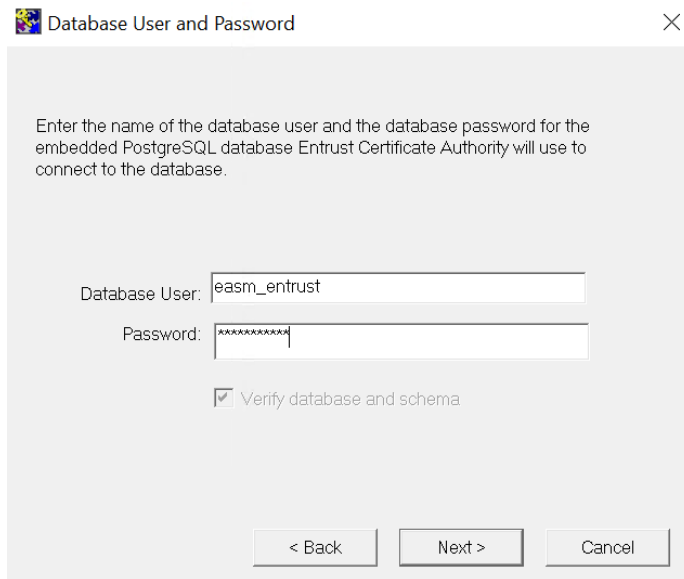 Database User and Password
Enter the name of the database user and the database password for the
embedded PostgreSQL database Entrust Certificate Authority will use to
connect to the database.
Database User: easm_entrust
Password: ***********
Verify database and schema
< Back Next > Cancel